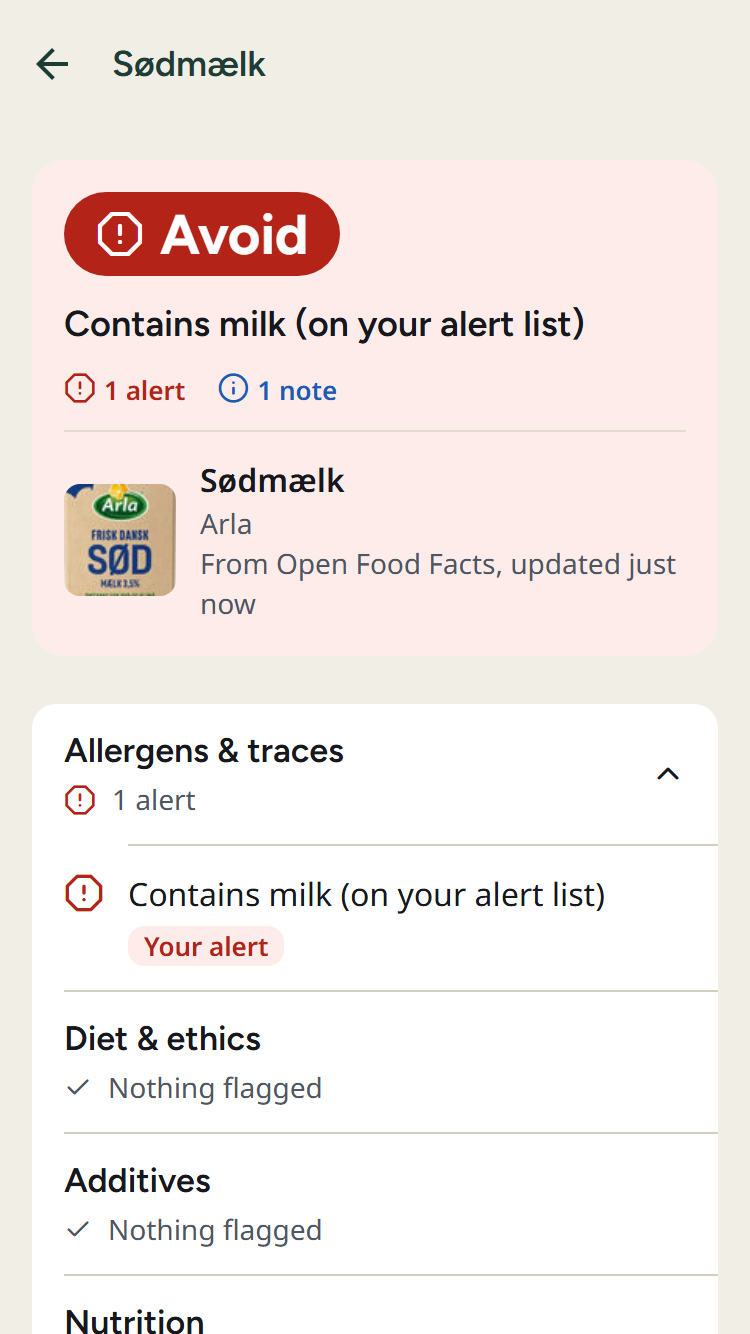 Sødmælk
Avoid
Contains milk (on your alert list)
1 alert
1 note
Arla
FRISK DANSK
SØD
MÆLK 3,5%
Sødmælk
Arla
From Open Food Facts, updated just
now
Allergens & traces
1 alert
Contains milk (on your alert list)
Your alert
Diet & ethics
Nothing flagged
Additives
Nothing flagged
Nutrition